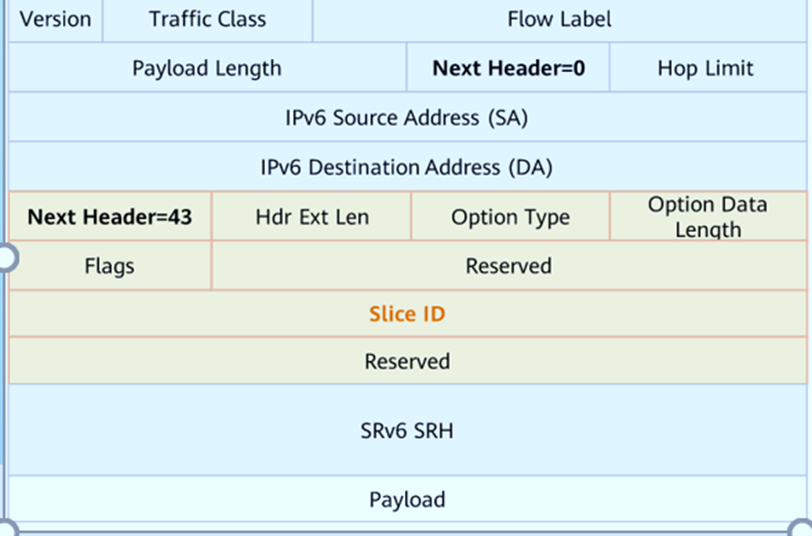 Version Traffic Class Flow Label
Payload Length Next Header=0 Hop Limit
IPv6 Source Address (SA)
IPv6 Destination Address (DA)
Next Header=43 Hdr Ext Len Option Type Option Data
Length
Flags Reserved
Slice ID
Reserved
SRv6 SRH
Payload